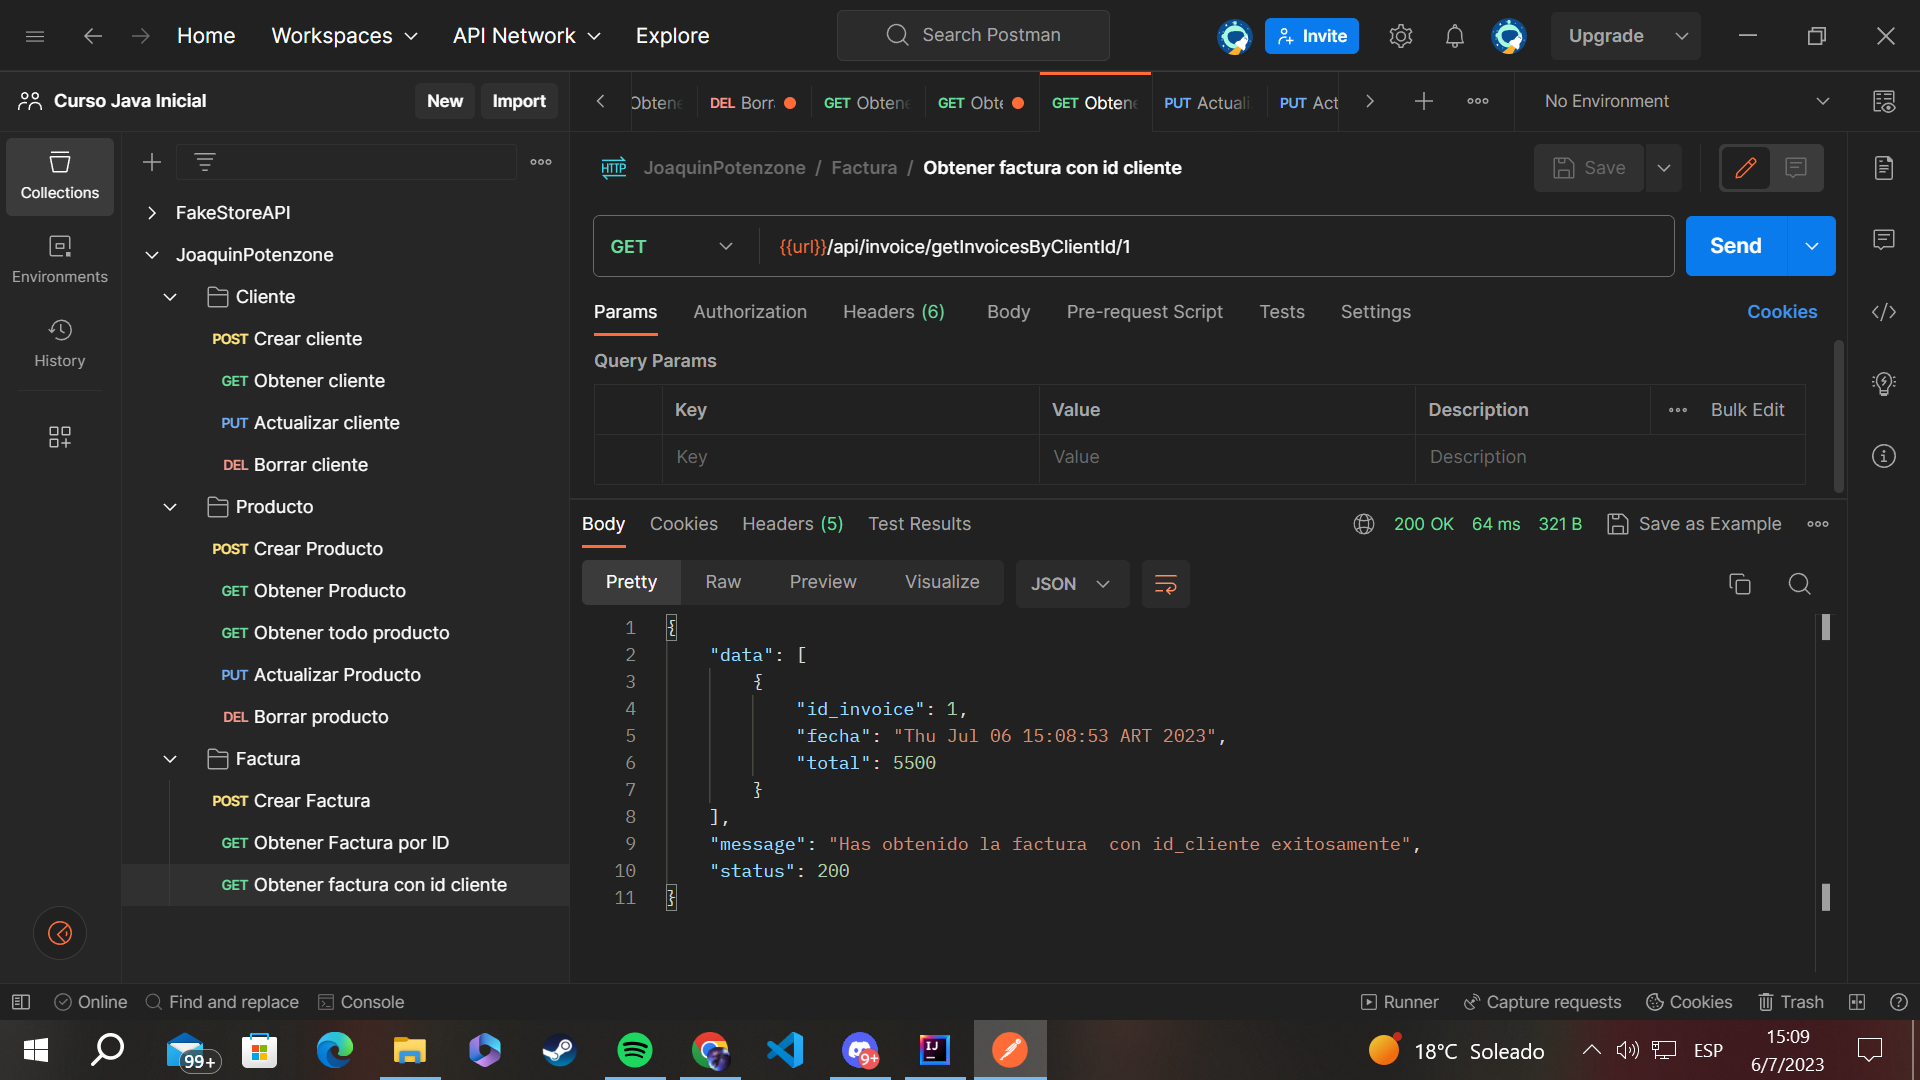 Home
Workspaces
API Network
Explore
Search Postman
Invite
Upgrade
Curso Java Inicial
New
Import
Obtene
DEL Borr
GET Obtene
GET Obte
GET Obtene
PUT Actuali
PUT Act
No Environment
Collections
Environments
History
FakeStoreAPI
JoaquinPotenzone
Cliente
POST Crear cliente
GET Obtener cliente
PUT Actualizar cliente
DEL Borrar cliente
Producto
POST Crear Producto
GET Obtener Producto
GET Obtener todo producto
PUT Actualizar Producto
DEL Borrar producto
Factura
POST Crear Factura
GET Obtener Factura por ID
GET Obtener factura con id cliente
HTTP JoaquinPotenzone / Factura / Obtener factura con id cliente
Save
GET
{{url}}/api/invoice/getInvoicesByClientId/1
Send
Params
Authorization
Headers (6)
Body
Pre-request Script
Tests
Settings
Cookies
Query Params
Key
Value
Description
Bulk Edit
Key
Value
Description
Body
Cookies
Headers (5)
Test Results
200 OK
64 ms
321 B
Save as Example
Pretty
Raw
Preview
Visualize
JSON
1 {
2 "data": [
3 {
4 "id_invoice": 1,
5 "fecha": "Thu Jul 06 15:08:53 ART 2023",
6 "total": 5500
7 }
8 ],
9 "message": "Has obtenido la factura  con id_cliente exitosamente",
10 "status": 200
11 }
Online
Find and replace
Console
Runner
Capture requests
Cookies
Trash
99+
9+
IJ
18°C Soleado
ESP
15:09
6/7/2023